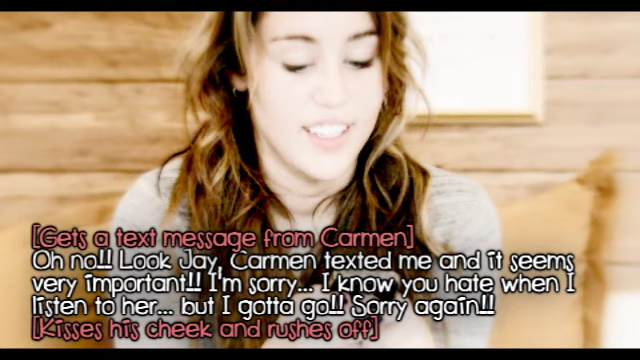 [Gets a text message from Carmen]
Oh no!! Look Jay, Carmen texted me and it seems
very important!! I'm sorry... I know you hate when I
listen to her... but I gotta go!! Sorry again!!
[Kisses his cheek and rushes off]